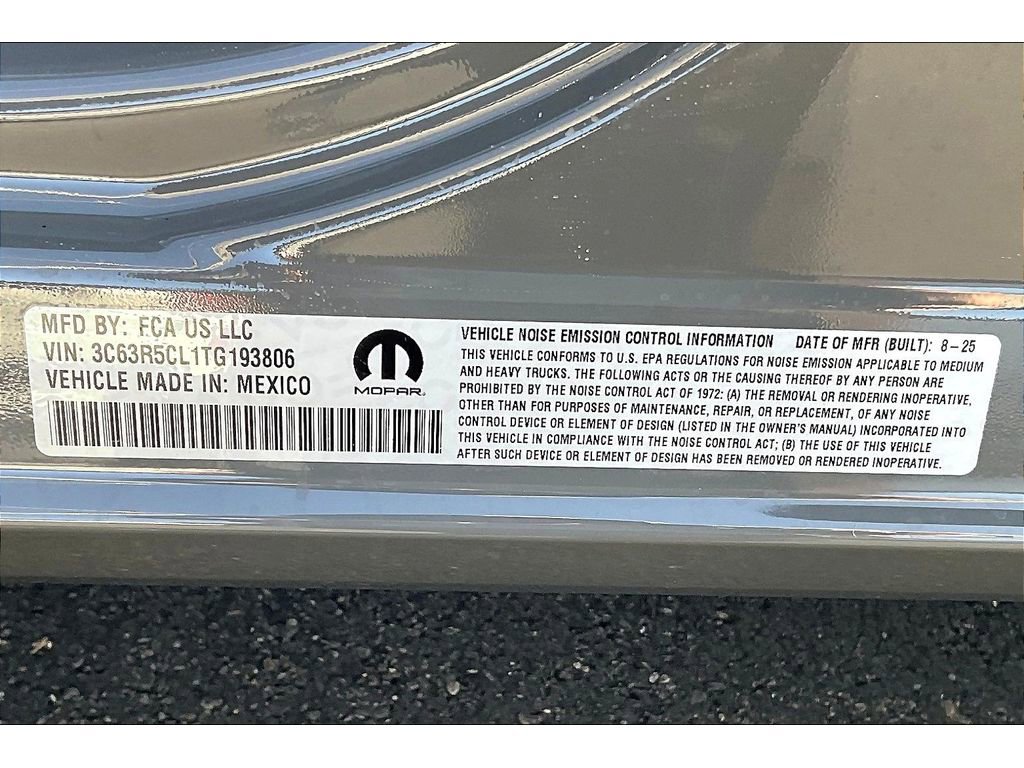 MFD BY: FCA US LLC
VIN: 3C63R5CL1TG193806
VEHICLE MADE IN: MEXICO
MOPAR
VEHICLE NOISE EMISSION CONTROL INFORMATION DATE OF MFR (BUILT): 8-25
THIS VEHICLE CONFORMS TO U.S. EPA REGULATIONS FOR NOISE EMISSION APPLICABLE TO MEDIUM
AND HEAVY TRUCKS. THE FOLLOWING ACTS OR THE CAUSING THEREOF BY ANY PERSON ARE
PROHIBITED BY THE NOISE CONTROL ACT OF 1972: (A) THE REMOVAL OR RENDERING INOPERATIVE,
OTHER THAN FOR PURPOSES OF MAINTENANCE, REPAIR, OR REPLACEMENT, OF ANY NOISE
CONTROL DEVICE OR ELEMENT OF DESIGN (LISTED IN THE OWNER'S MANUAL) INCORPORATED INTO
THIS VEHICLE IN COMPLIANCE WITH THE NOISE CONTROL ACT; (B) THE USE OF THIS VEHICLE
AFTER SUCH DEVICE OR ELEMENT OF DESIGN HAS BEEN REMOVED OR RENDERED INOPERATIVE.